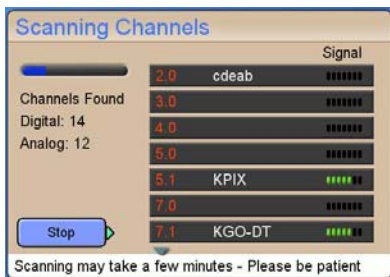 Scanning Channels
Signal
2.0 cdeab
3.0
Channels Found
Digital: 14
4.0
Analog: 12
5.0
5.1 KPIX
7.0
Stop
7.1 KGO-DT
Scanning may take a few minutes - Please be patient